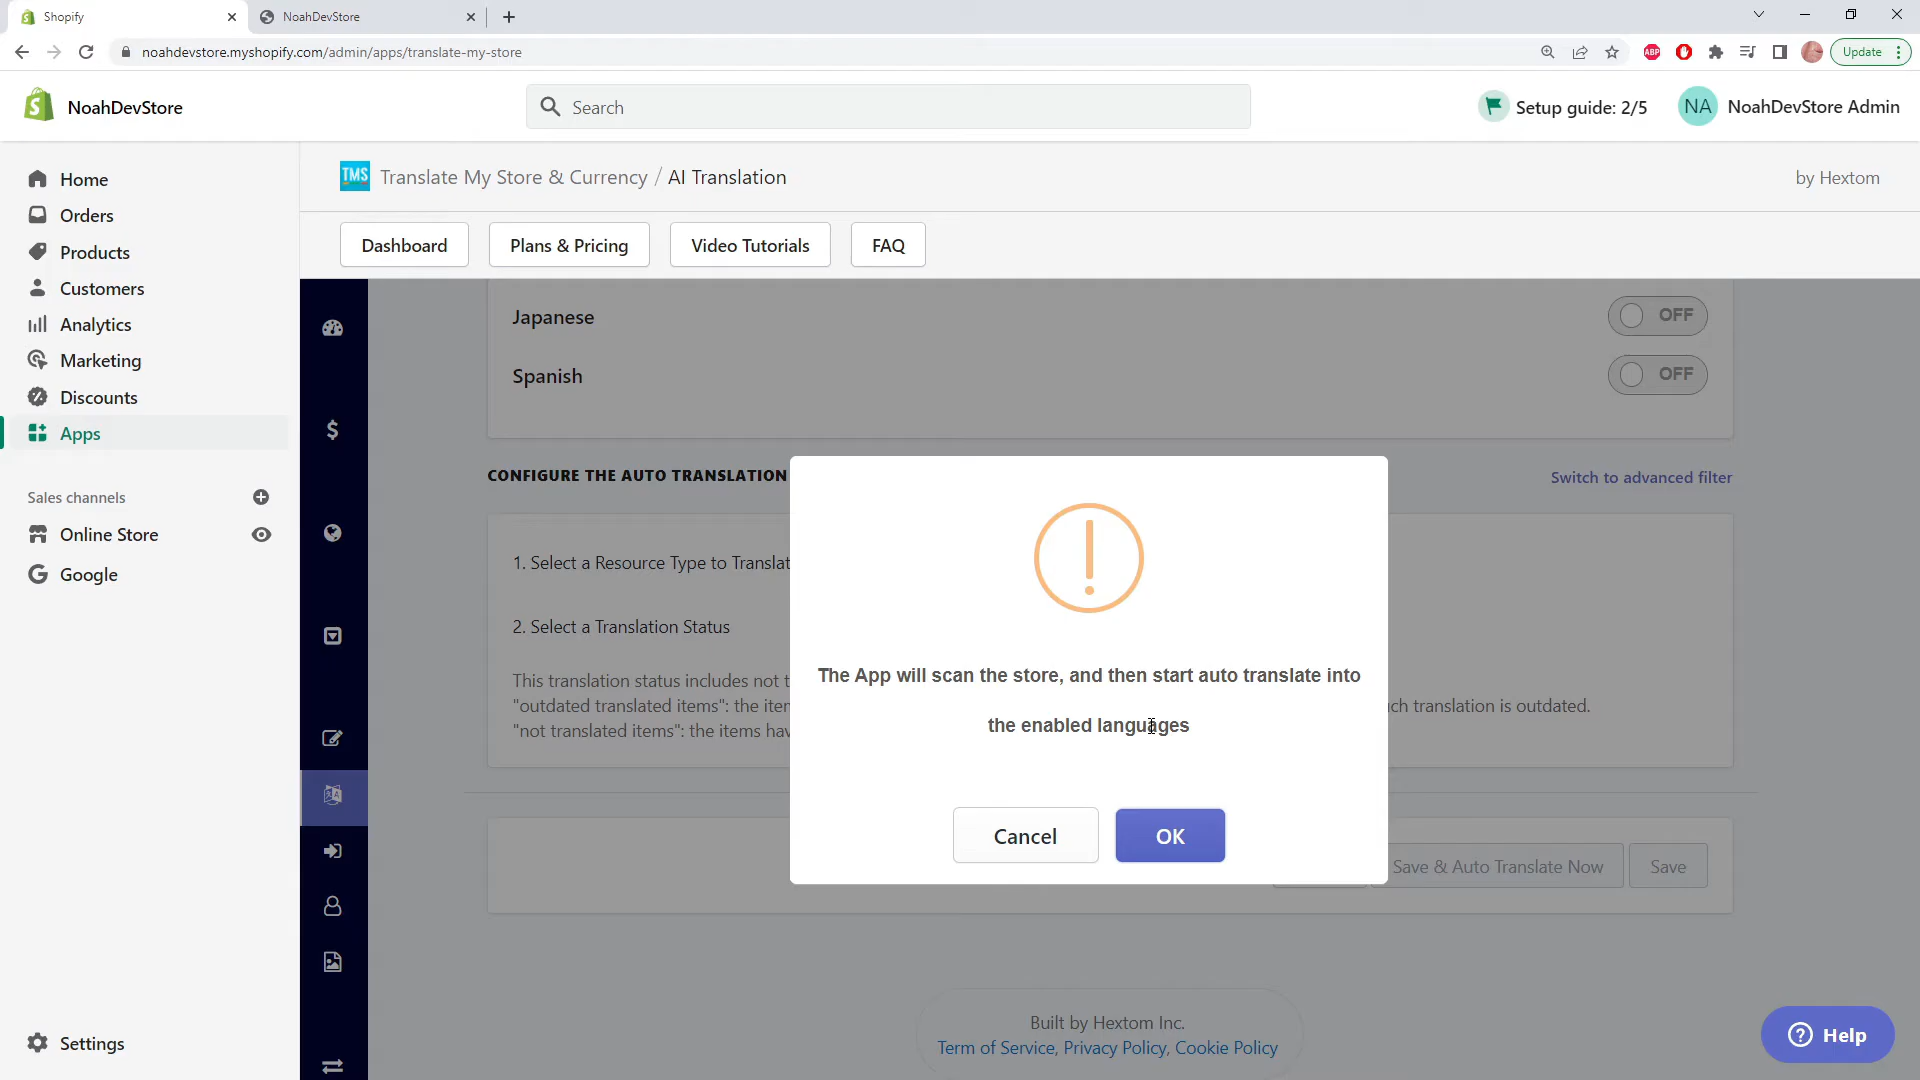 Shopify
NoahDevStore
noahdevstore.myshopify.com/admin/apps/translate-my-store
ABP
Update
NoahDevStore
Search
Setup guide: 2/5
NA
NoahDevStore Admin
Home
Orders
Products
Customers
Analytics
Marketing
Discounts
Apps
Sales channels
Online Store
Google
Settings
TMS
Translate My Store & Currency / AI Translation
by Hextom
Dashboard
Plans & Pricing
Video Tutorials
FAQ
Japanese
OFF
Spanish
OFF
CONFIGURE THE AUTO TRANSLATION
Switch to advanced filter
1. Select a Resource Type to Translat
2. Select a Translation Status
This translation status includes not t
"outdated translated items": the iter
ch translation is outdated.
"not translated items": the items hav
The App will scan the store, and then start auto translate into
the enabled languages
Cancel
OK
Save & Auto Translate Now
Save
Built by Hextom Inc.
Term of Service, Privacy Policy, Cookie Policy
Help